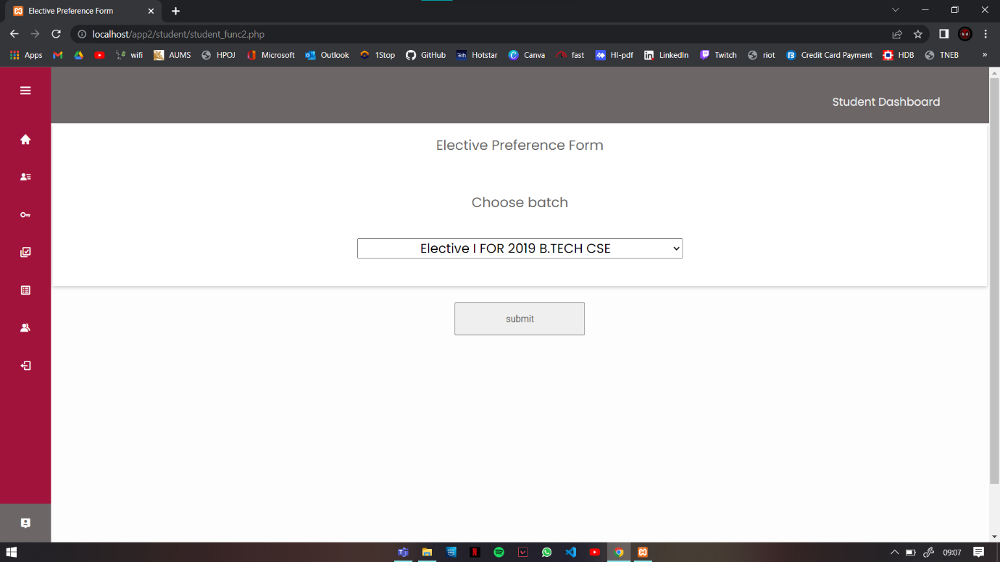 Elective Preference Form
localhost/app2/student/student_func2.php
Apps
wifi
AUMS
HPOJ
Microsoft
Outlook
1Stop
GitHub
Hotstar
Canva
fast
HI-pdf
LinkedIn
Twitch
riot
Credit Card Payment
HDB
TNEB
»
Student Dashboard
Elective Preference Form
Choose batch
Elective I FOR 2019 B.TECH CSE
submit
09:07